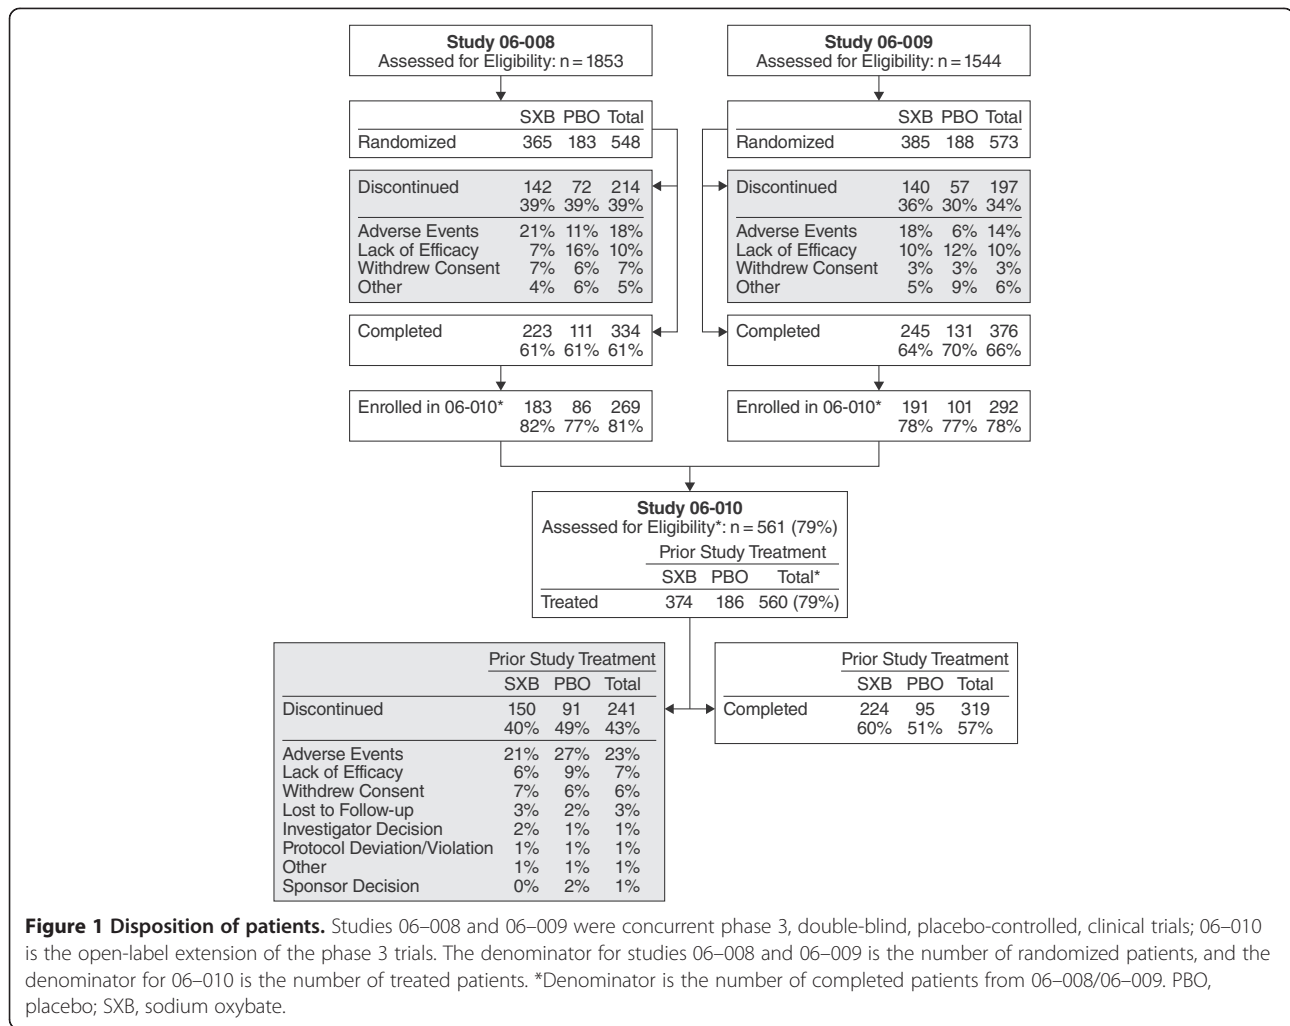 Study 06-008
Assessed for Eligibility: n = 1853
SXB PBO Total
Randomized 365 183 548
Discontinued 142 72 214
39% 39% 39%
Adverse Events 21% 11% 18%
Lack of Efficacy 7% 16% 10%
Withdrew Consent 7% 6% 7%
Other 4% 6% 5%
Completed 223 111 334
61% 61% 61%
Enrolled in 06-010* 183 86 269
82% 77% 81%
Study 06-009
Assessed for Eligibility: n = 1544
SXB PBO Total
Randomized 385 188 573
Discontinued 140 57 197
36% 30% 34%
Adverse Events 18% 6% 14%
Lack of Efficacy 10% 12% 10%
Withdrew Consent 3% 3% 3%
Other 5% 9% 6%
Completed 245 131 376
64% 70% 66%
Enrolled in 06-010* 191 101 292
78% 77% 78%
Study 06-010
Assessed for Eligibility*: n = 561 (79%)
Prior Study Treatment
SXB PBO Total*
Treated 374 186 560 (79%)
Prior Study Treatment
SXB PBO Total
Discontinued 150 91 241
40% 49% 43%
Adverse Events 21% 27% 23%
Lack of Efficacy 6% 9% 7%
Withdrew Consent 7% 6% 6%
Lost to Follow-up 3% 2% 3%
Investigator Decision 2% 1% 1%
Protocol Deviation/Violation 1% 1% 1%
Other 1% 1% 1%
Sponsor Decision 0% 2% 1%
Prior Study Treatment
SXB PBO Total
Completed 224 95 319
60% 51% 57%
Figure 1 Disposition of patients. Studies 06–008 and 06–009 were concurrent phase 3, double-blind, placebo-controlled, clinical trials; 06–010
is the open-label extension of the phase 3 trials. The denominator for studies 06–008 and 06–009 is the number of randomized patients, and the
denominator for 06–010 is the number of treated patients. *Denominator is the number of completed patients from 06–008/06–009. PBO,
placebo; SXB, sodium oxybate.